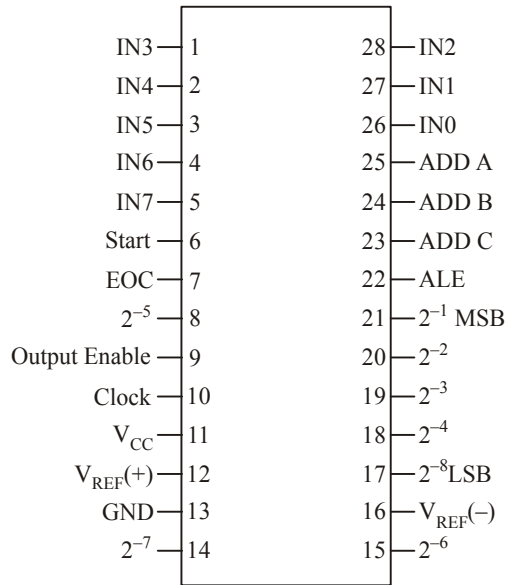 IN3 1 28 IN2
IN4 2 27 IN1
IN5 3 26 IN0
IN6 4 25 ADD A
IN7 5 24 ADD B
Start 6 23 ADD C
EOC 7 22 ALE
2⁻⁵ 8 21 2⁻¹ MSB
Output Enable 9 20 2⁻²
Clock 10 19 2⁻³
V_CC 11 18 2⁻⁴
V_REF(+) 12 17 2⁻⁸LSB
GND 13 16 V_REF(–)
2⁻⁷ 14 15 2⁻⁶